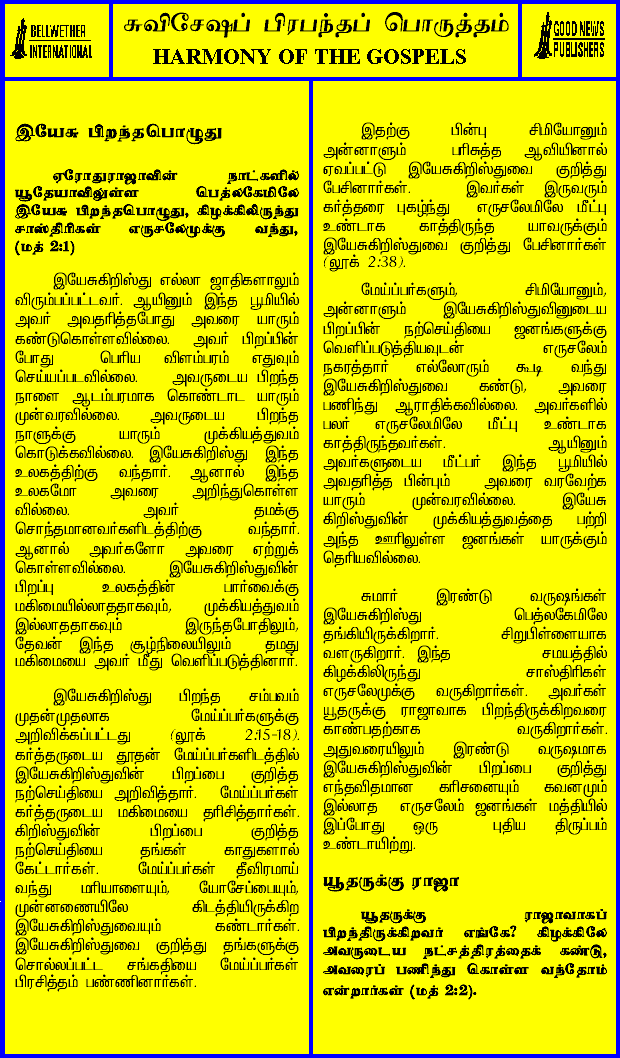 BELLWETHER
INTERNATIONAL
சுவிசேஷப் பிரபந்தப் பொருத்தம்
HARMONY OF THE GOSPELS
GOOD NEWS
PUBLISHERS
இயேசு பிறந்தபொழுது
ஏரோதுராஜாவின் நாட்களில்
யூதேயாவிலுள்ள பெத்லகேமிலே
இயேசு பிறந்தபொழுது, கிழக்கிலிருந்து
சாஸ்திரிகள் எருசலேமுக்கு வந்து,
(மத் 2:1)
இயேசுகிறிஸ்து எல்லா ஜாதிகளாலும்
விரும்பப்பட்டவர். ஆயினும் இந்த பூமியில்
அவர் அவதரித்தபோது அவரை யாரும்
கண்டுகொள்ளவில்லை. அவர் பிறப்பின்
போது பெரிய விளம்பரம் எதுவும்
செய்யப்படவில்லை. அவருடைய பிறந்த
நாளை ஆடம்பரமாக கொண்டாட யாரும்
முன்வரவில்லை. அவருடைய பிறந்த
நாளுக்கு யாரும் முக்கியத்துவம்
கொடுக்கவில்லை. இயேசுகிறிஸ்து இந்த
உலகத்திற்கு வந்தார். ஆனால் இந்த
உலகமோ அவரை அறிந்துகொள்ள
வில்லை. அவர் தமக்கு
சொந்தமானவர்களிடத்திற்கு வந்தார்.
ஆனால் அவர்களோ அவரை ஏற்றுக்
கொள்ளவில்லை. இயேசுகிறிஸ்துவின்
பிறப்பு உலகத்தின் பார்வைக்கு
மகிமையில்லாததாகவும், முக்கியத்துவம்
இல்லாததாகவும் இருந்தபோதிலும்,
தேவன் இந்த சூழ்நிலையிலும் தமது
மகிமையை அவர் மீது வெளிப்படுத்தினார்.
இயேசுகிறிஸ்து பிறந்த சம்பவம்
முதன்முதலாக மேய்ப்பர்களுக்கு
அறிவிக்கப்பட்டது (லூக் 2:15-18).
கர்த்தருடைய தூதன் மேய்ப்பர்களிடத்தில்
இயேசுகிறிஸ்துவின் பிறப்பை குறித்த
நற்செய்தியை அறிவித்தார். மேய்ப்பர்கள்
கர்த்தருடைய மகிமையை தரிசித்தார்கள்.
கிறிஸ்துவின் பிறப்பை குறித்த
நற்செய்தியை தங்கள் காதுகளால்
கேட்டார்கள். மேய்ப்பர்கள் தீவிரமாய்
வந்து மரியாளையும், யோசேப்பையும்,
முன்னணையிலே கிடத்தியிருக்கிற
இயேசுகிறிஸ்துவையும் கண்டார்கள்.
இயேசுகிறிஸ்துவை குறித்து தங்களுக்கு
சொல்லப்பட்ட சங்கதியை மேய்ப்பர்கள்
பிரசித்தம் பண்ணினார்கள்.
இதற்கு பின்பு சிமியோனும்
அன்னாளும் பரிசுத்த ஆவியினால்
ஏவப்பட்டு இயேசுகிறிஸ்துவை குறித்து
பேசினார்கள். இவர்கள் இருவரும்
கர்த்தரை புகழ்ந்து எருசலேமிலே மீட்பு
உண்டாக காத்திருந்த யாவருக்கும்
இயேசுகிறிஸ்துவை குறித்து பேசினார்கள்
(லூக் 2:38).
மேய்ப்பர்களும், சிமியோனும்,
அன்னாளும் இயேசுகிறிஸ்துவினுடைய
பிறப்பின் நற்செய்தியை ஜனங்களுக்கு
வெளிப்படுத்தியவுடன் எருசலேம்
நகரத்தார் எல்லோரும் கூடி வந்து
இயேசுகிறிஸ்துவை கண்டு, அவரை
பணிந்து ஆராதிக்கவில்லை. அவர்களில்
பலர் எருசலேமிலே மீட்பு உண்டாக
காத்திருந்தவர்கள். ஆயினும்
அவர்களுடைய மீட்பர் இந்த பூமியில்
அவதரித்த பின்பும் அவரை வரவேற்க
யாரும் முன்வரவில்லை. இயேசு
கிறிஸ்துவின் முக்கியத்துவத்தை பற்றி
அந்த ஊரிலுள்ள ஜனங்கள் யாருக்கும்
தெரியவில்லை.
சுமார் இரண்டு வருஷங்கள்
இயேசுகிறிஸ்து பெத்லகேமிலே
தங்கியிருக்கிறார். சிறுபிள்ளையாக
வளருகிறார். இந்த சமயத்தில்
கிழக்கிலிருந்து சாஸ்திரிகள்
எருசலேமுக்கு வருகிறார்கள். அவர்கள்
யூதருக்கு ராஜாவாக பிறந்திருக்கிறவரை
காண்பதற்காக வருகிறார்கள்.
அதுவரையிலும் இரண்டு வருஷமாக
இயேசுகிறிஸ்துவின் பிறப்பை குறித்து
எந்தவிதமான கரிசனையும் கவனமும்
இல்லாத எருசலேம் ஜனங்கள் மத்தியில்
இப்போது ஒரு புதிய திருப்பம்
உண்டாயிற்று.
யூதருக்கு ராஜா
யூதருக்கு ராஜாவாகப்
பிறந்திருக்கிறவர் எங்கே? கிழக்கிலே
அவருடைய நட்சத்திரத்தைக் கண்டு,
அவரைப் பணிந்து கொள்ள வந்தோம்
என்றார்கள் (மத் 2:2).